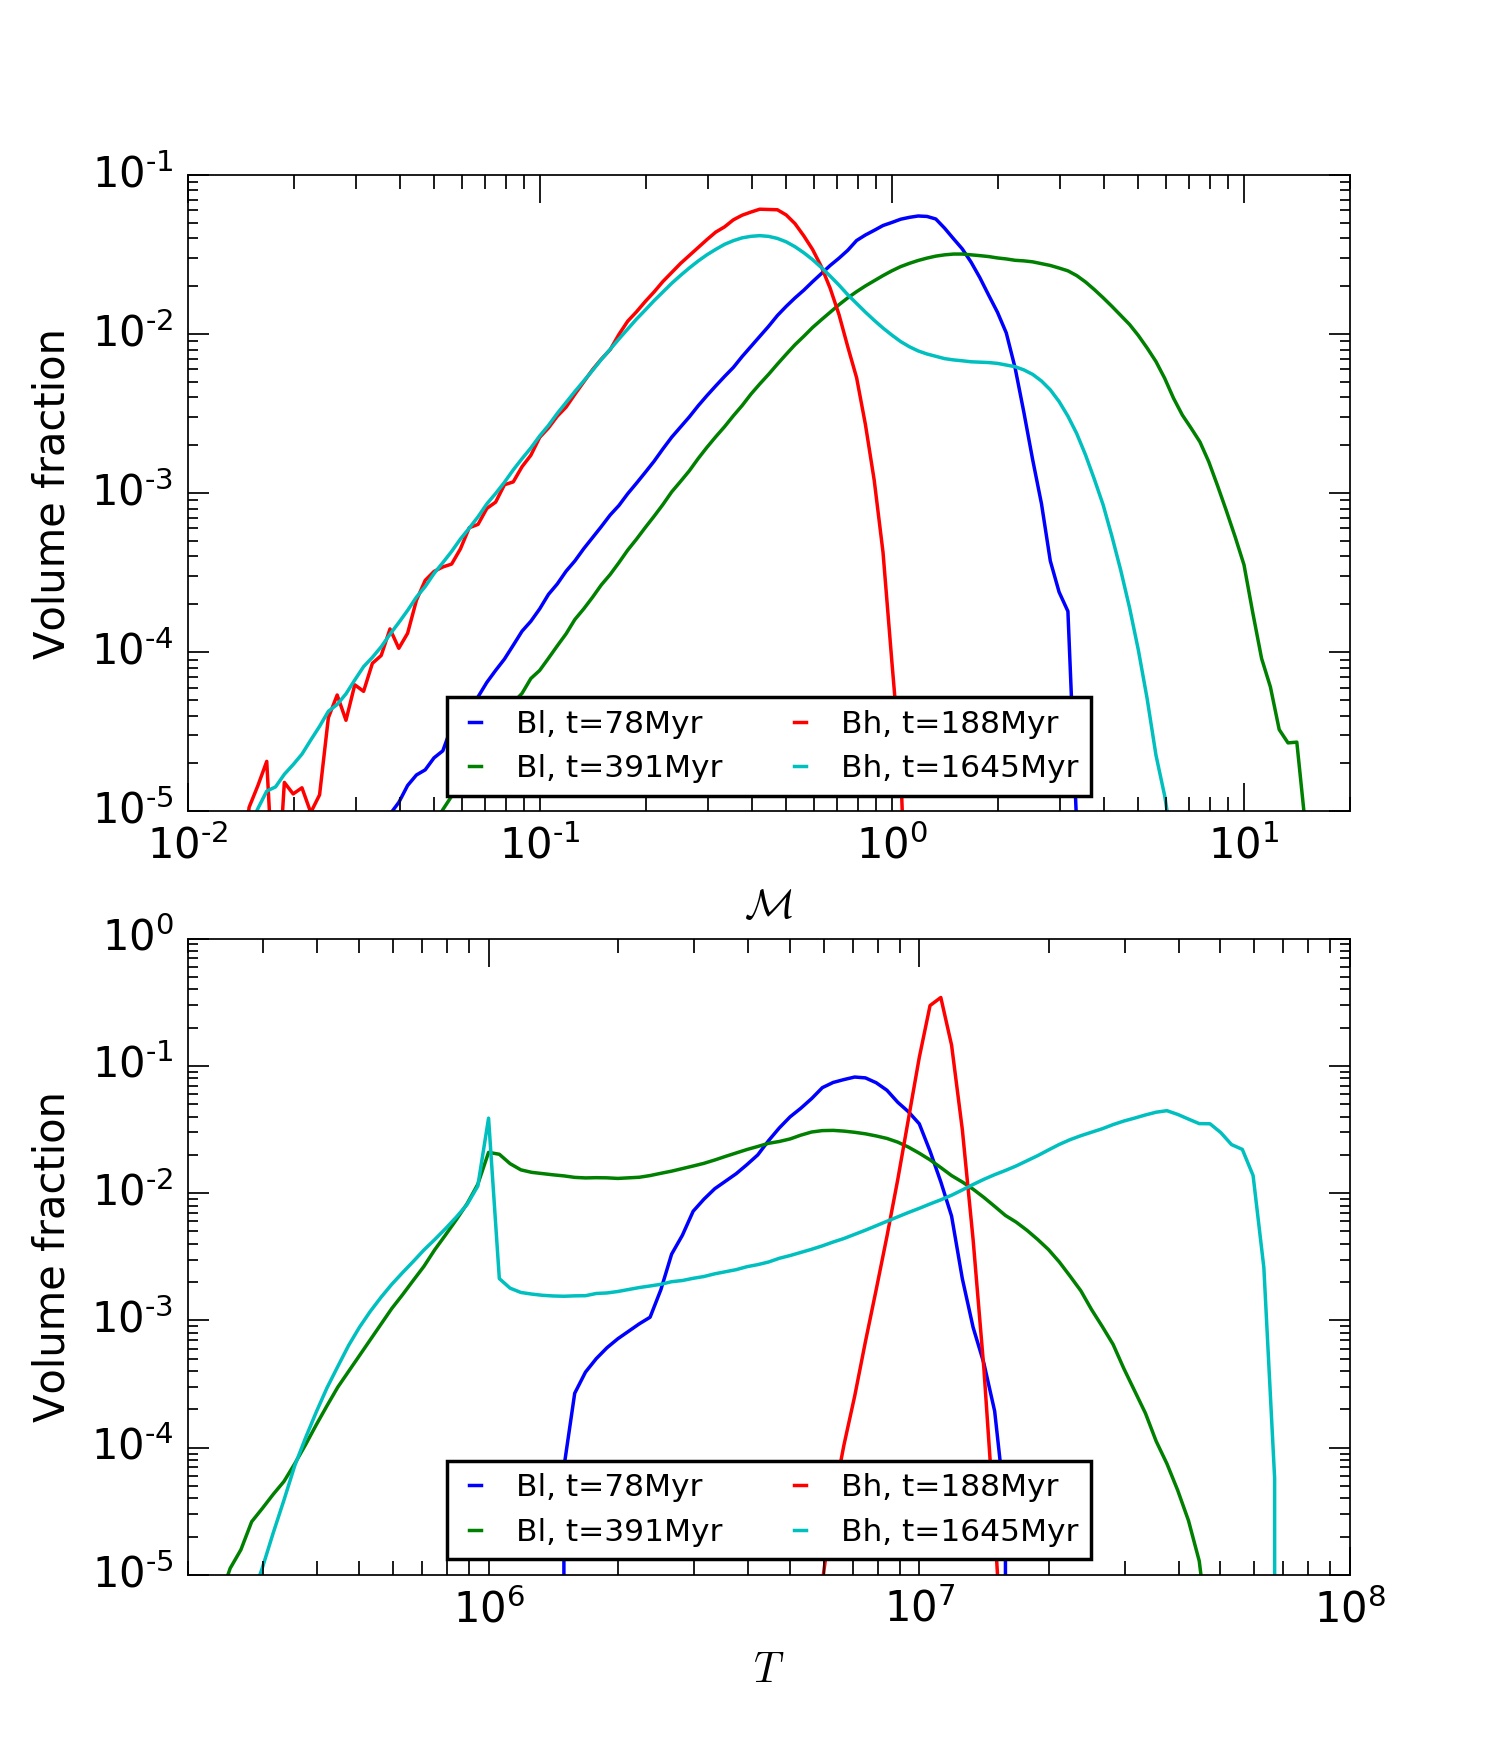 10^-1
10^-2
10^-3
10^-4
10^-5
Volume fraction
Bl, t=78Myr Bh, t=188Myr
Bl, t=391Myr Bh, t=1645Myr
10^-2 10^-1 10^0 10^1
ℳ
10^0
10^-1
10^-2
10^-3
10^-4
10^-5
Volume fraction
Bl, t=78Myr Bh, t=188Myr
Bl, t=391Myr Bh, t=1645Myr
10^6 10^7 10^8
T